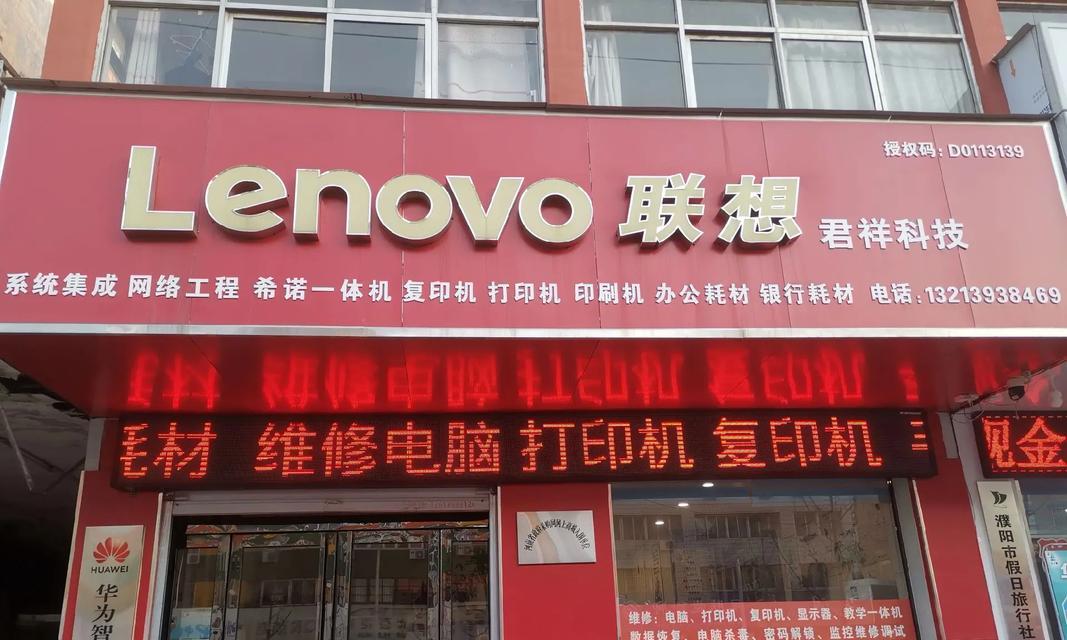 授权码：D0113139
Lenovo 联想 君祥科技
系统集成 网络工程 希诺一体机 复印机 打印机 印刷机 办公耗材 银行耗材 电话：13213938469
耗材 维修电脑 打印机 复印机
现金
HUAWEI
华为智
濮阳市假日旅行社
维修：电脑、打印机、复印机、显示器、教学一体机
数据恢复、电脑杀毒、密码解锁、监控维修调试